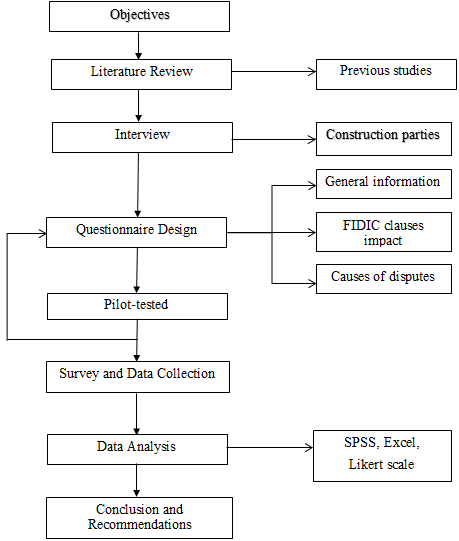 Objectives
Literature Review
Previous studies
Interview
Construction parties
General information
Questionnaire Design
FIDIC clauses
impact
Causes of disputes
Pilot-tested
Survey and Data Collection
Data Analysis
SPSS, Excel,
Likert scale
Conclusion and
Recommendations